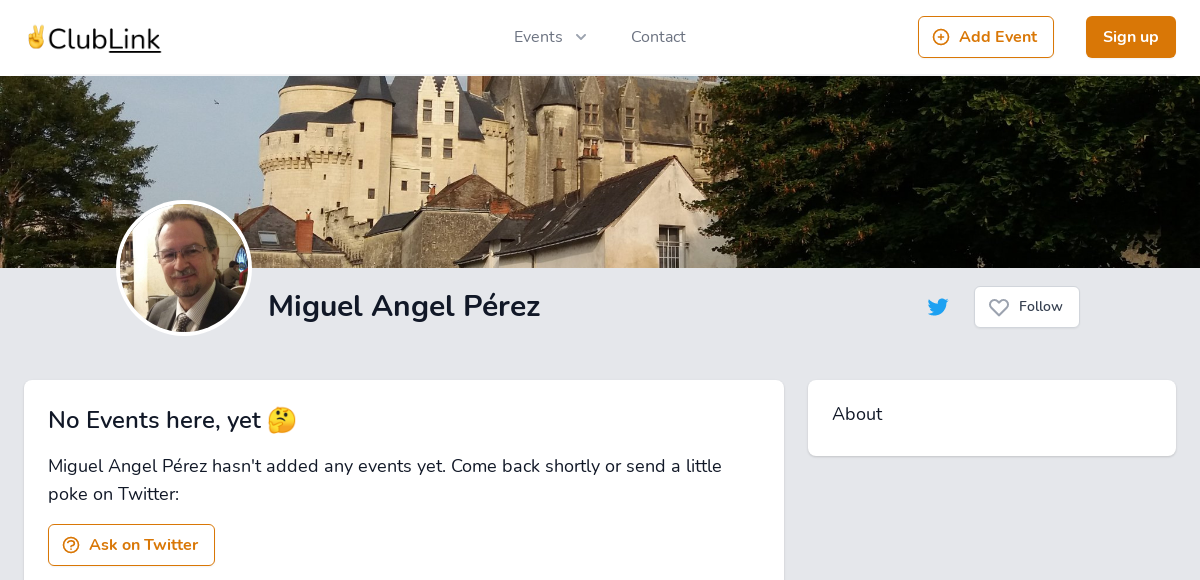 ✌️ClubLink
Events
Contact
Add Event
Sign up
Miguel Angel Pérez
Follow
No Events here, yet 🤔
Miguel Angel Pérez hasn't added any events yet. Come back shortly or send a little
poke on Twitter:
Ask on Twitter
About